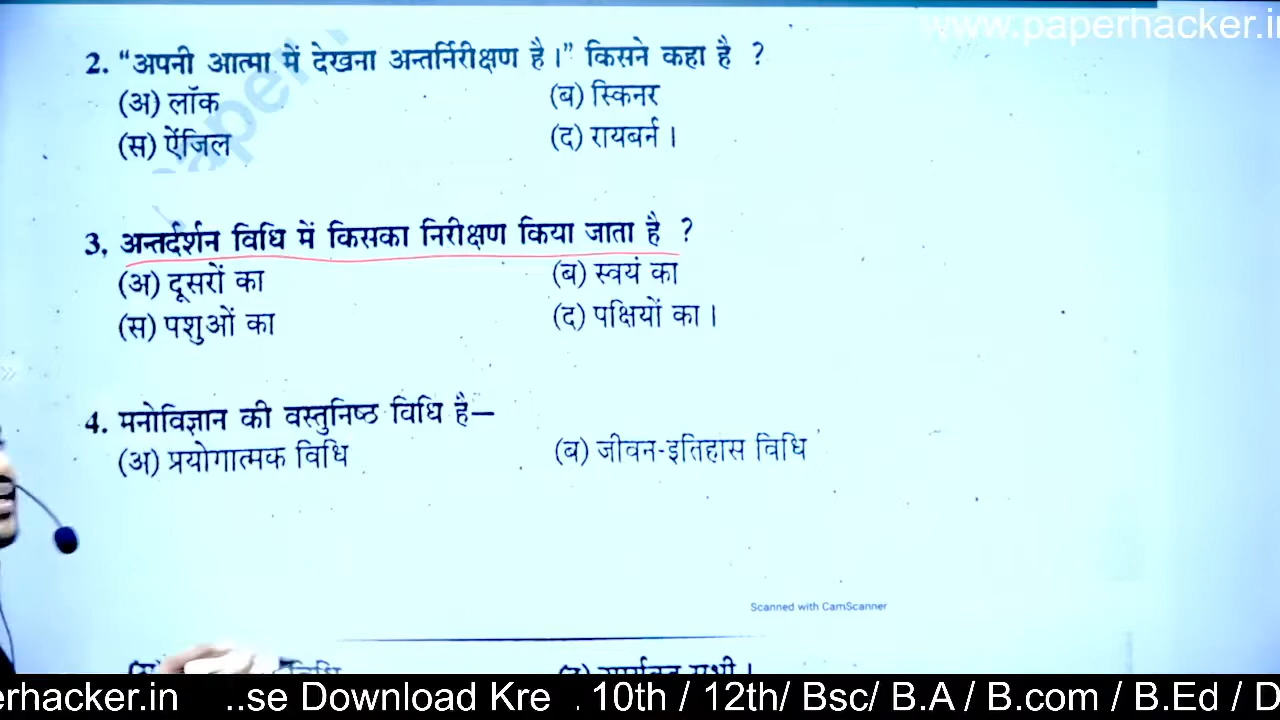 www.paperhacker.i
2. “अपनी आत्मा में देखना अन्तर्निरीक्षण है।” किसने कहा है ?
(अ) लॉक (ब) स्किनर
(स) ऐंजिल (द) रायबर्न ।
3, अन्तर्दर्शन विधि में किसका निरीक्षण किया जाता है ?
(अ) दूसरों का (ब) स्वयं का
(स) पशुओं का (द) पक्षियों का ।
4. मनोविज्ञान की वस्तुनिष्ठ विधि है—
(अ) प्रयोगात्मक विधि (ब) जीवन-इतिहास विधि
Scanned with CamScanner
विधि
erhacker.in ..se Download Kre . 10th / 12th/ Bsc/ B.A / B.com / B.Ed / D